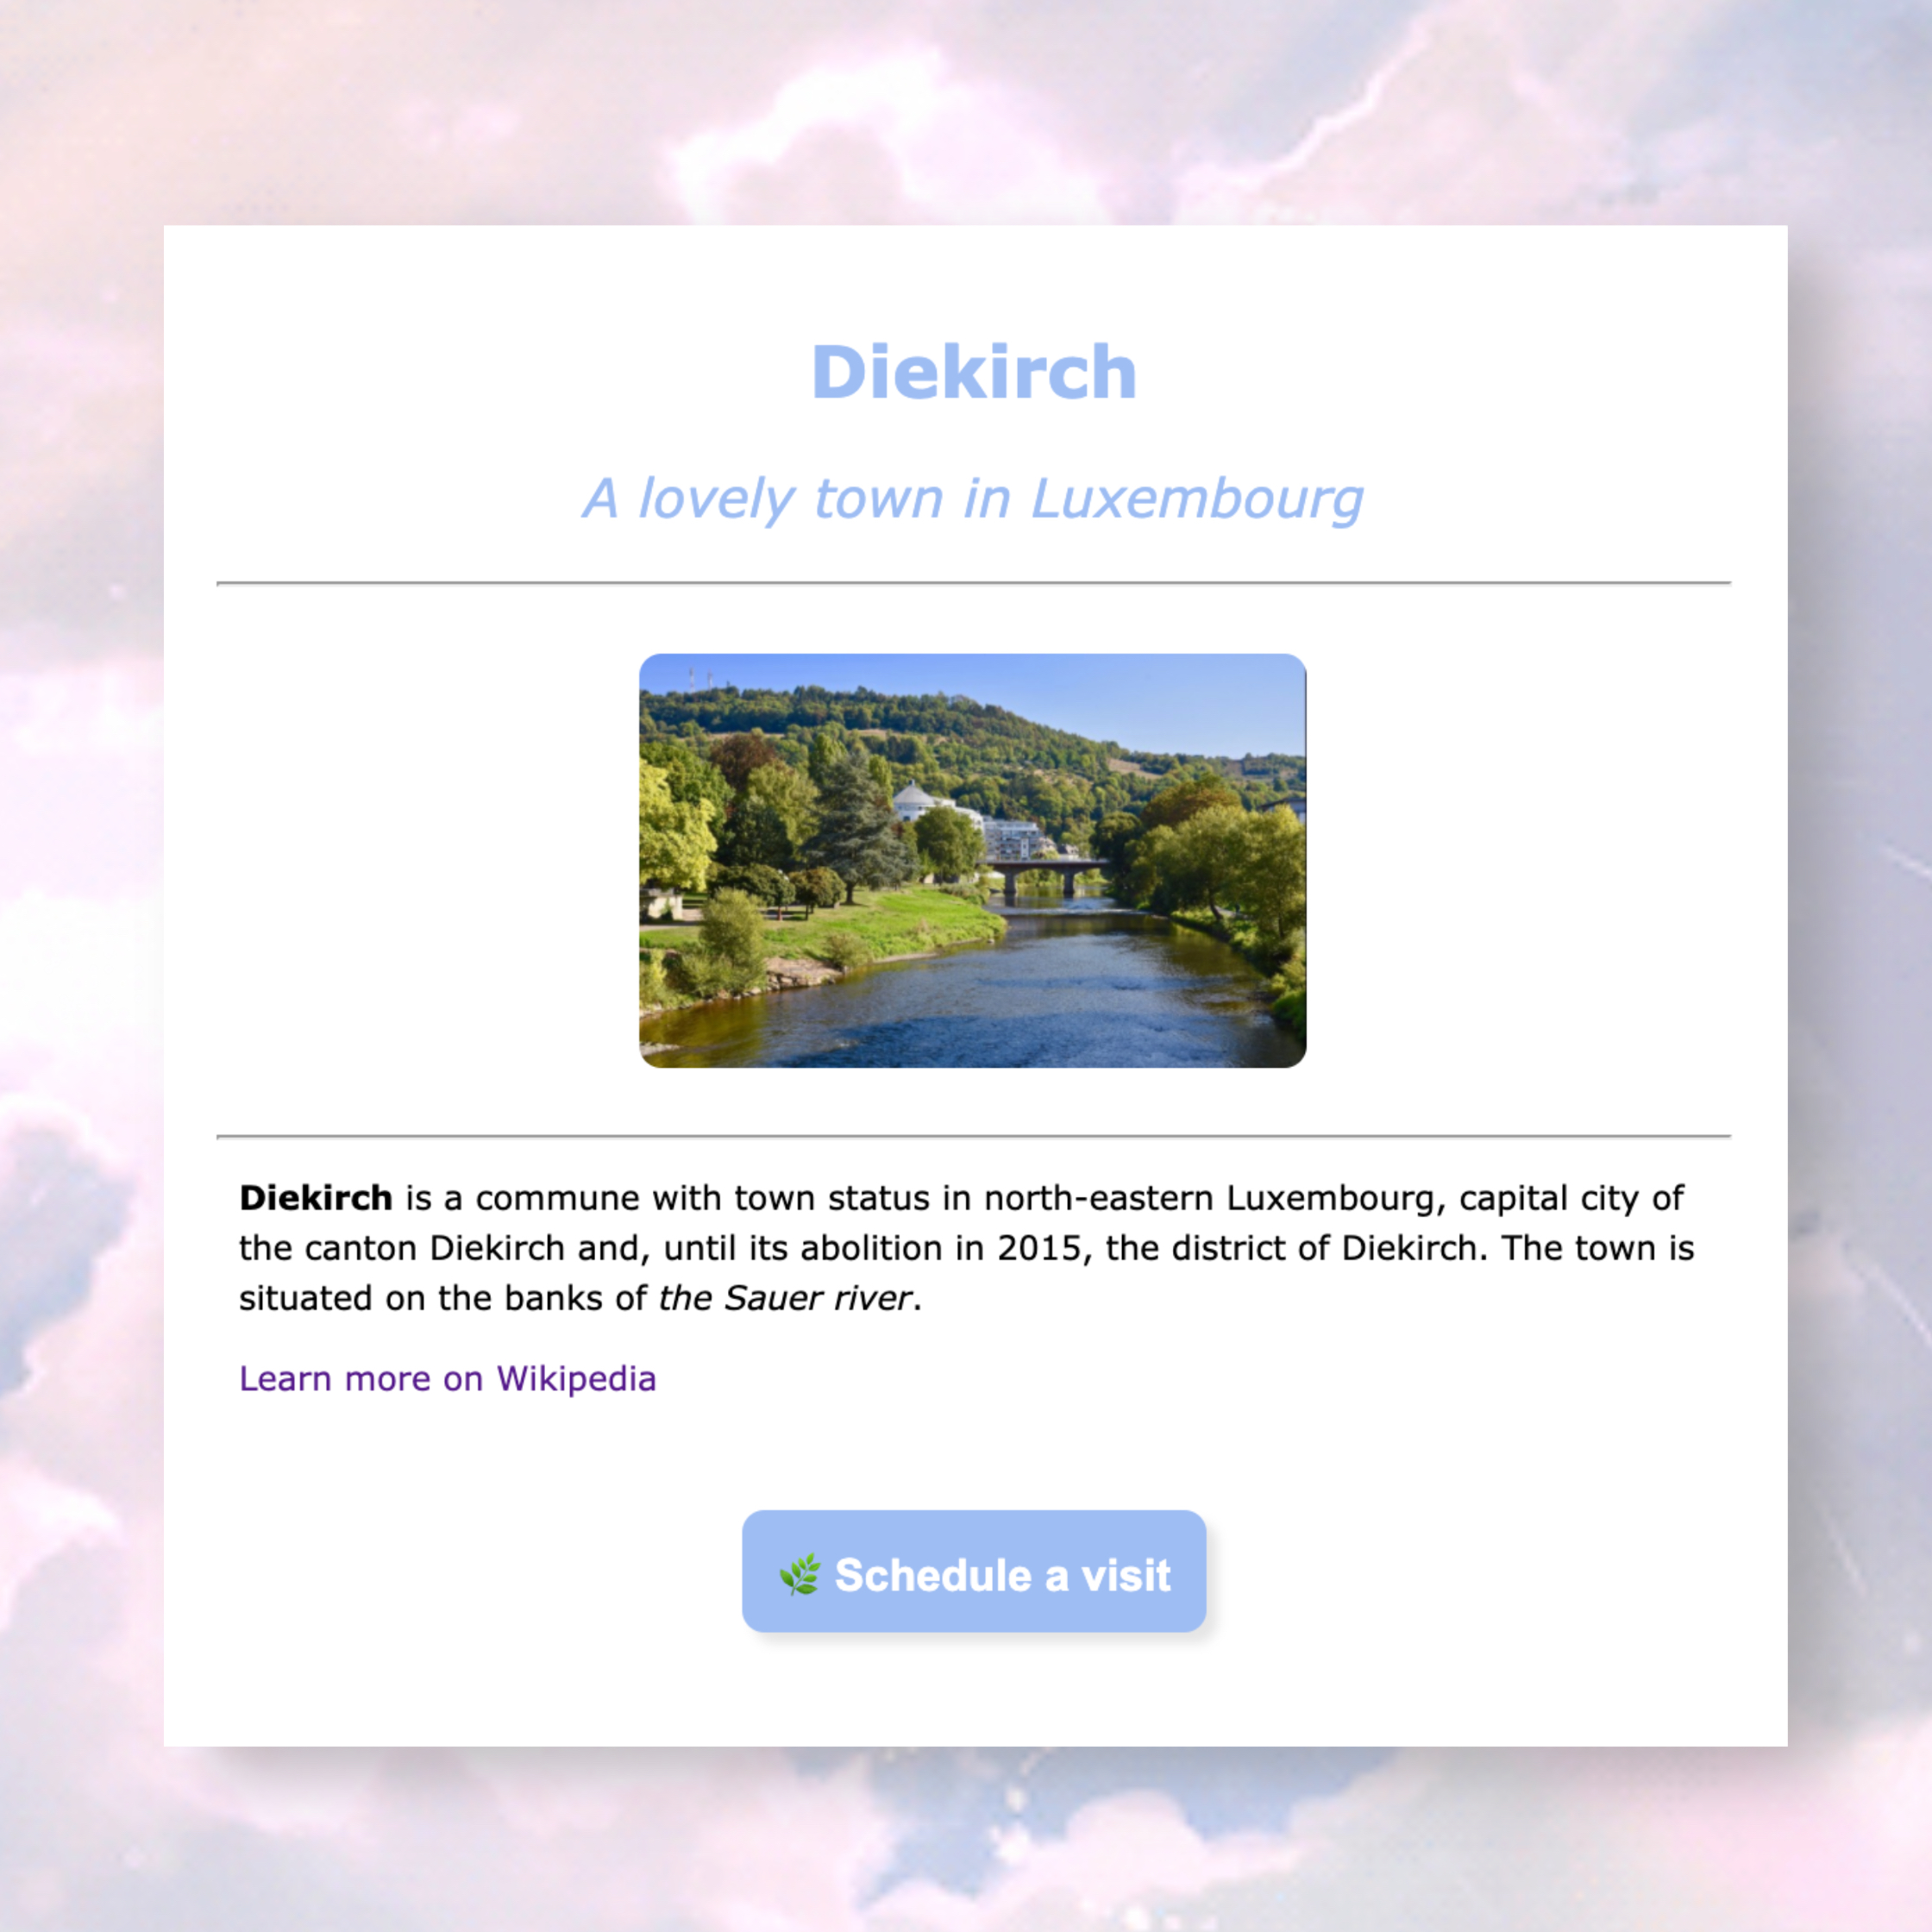 Diekirch
A lovely town in Luxembourg
Diekirch is a commune with town status in north-eastern Luxembourg, capital city of
the canton Diekirch and, until its abolition in 2015, the district of Diekirch. The town is
situated on the banks of the Sauer river.
Learn more on Wikipedia
🌿 Schedule a visit